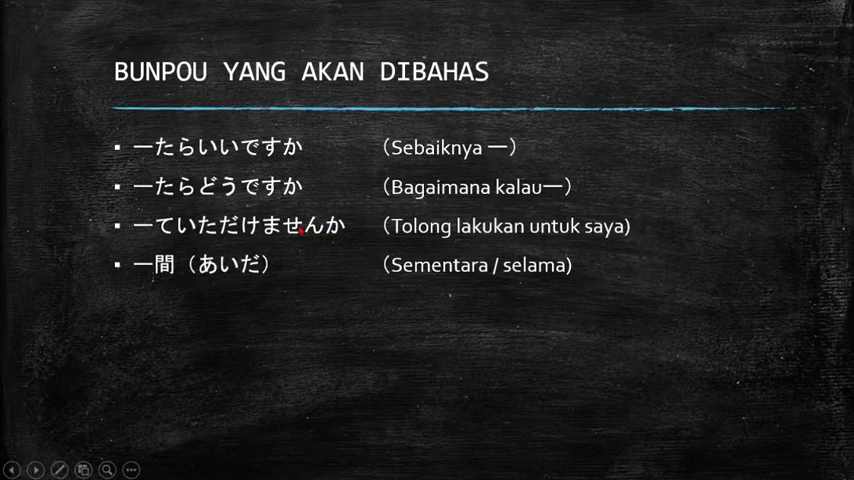 BUNPOU YANG AKAN DIBAHAS
▪ ーたらいいですか （Sebaiknya ー）
▪ ーたらどうですか （Bagaimana kalauー）
▪ ーていただけませんか （Tolong lakukan untuk saya)
▪ ー間（あいだ） （Sementara / selama)